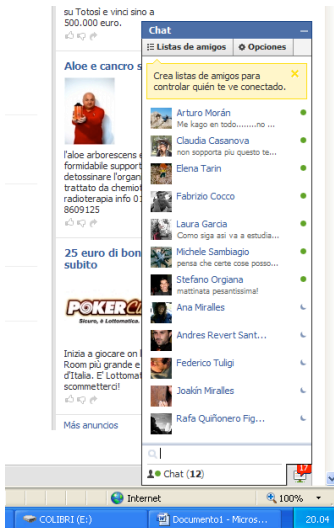 su Totosì e vinci sino a
500.000 euro.
Aloe e cancro s
l'aloe arborescens e
formidabile support
detossinare l'organ
trattato da chemiot
radioterapia info 01
8609125
25 euro di bon
subito
POKERC
Sicuro, è Lottomatica.
Inizia a giocare on l
Room più grande e
d'Italia. E' Lottomat
scommetterci!
Más anuncios
Chat
Listas de amigos
Opciones
Crea listas de amigos para
controlar quién te ve conectado.
Arturo Morán
Me kago en todo.......no ...
Claudia Casanova
non sopporta piu questo te...
Elena Tarin
Fabrizio Cocco
Laura Garcia
Como siga asi va a estudia...
Michele Sambiagio
pensa che certe cose posso...
Stefano Orgiana
mattinata pesantissima!
Ana Miralles
Andres Revert Sant...
Federico Tuligi
Joakín Miralles
Rafa Quiñonero Fig...
Chat (12)
17
Internet
100%
COLIBRI (E:)
Documento1 - Micros...
20.04